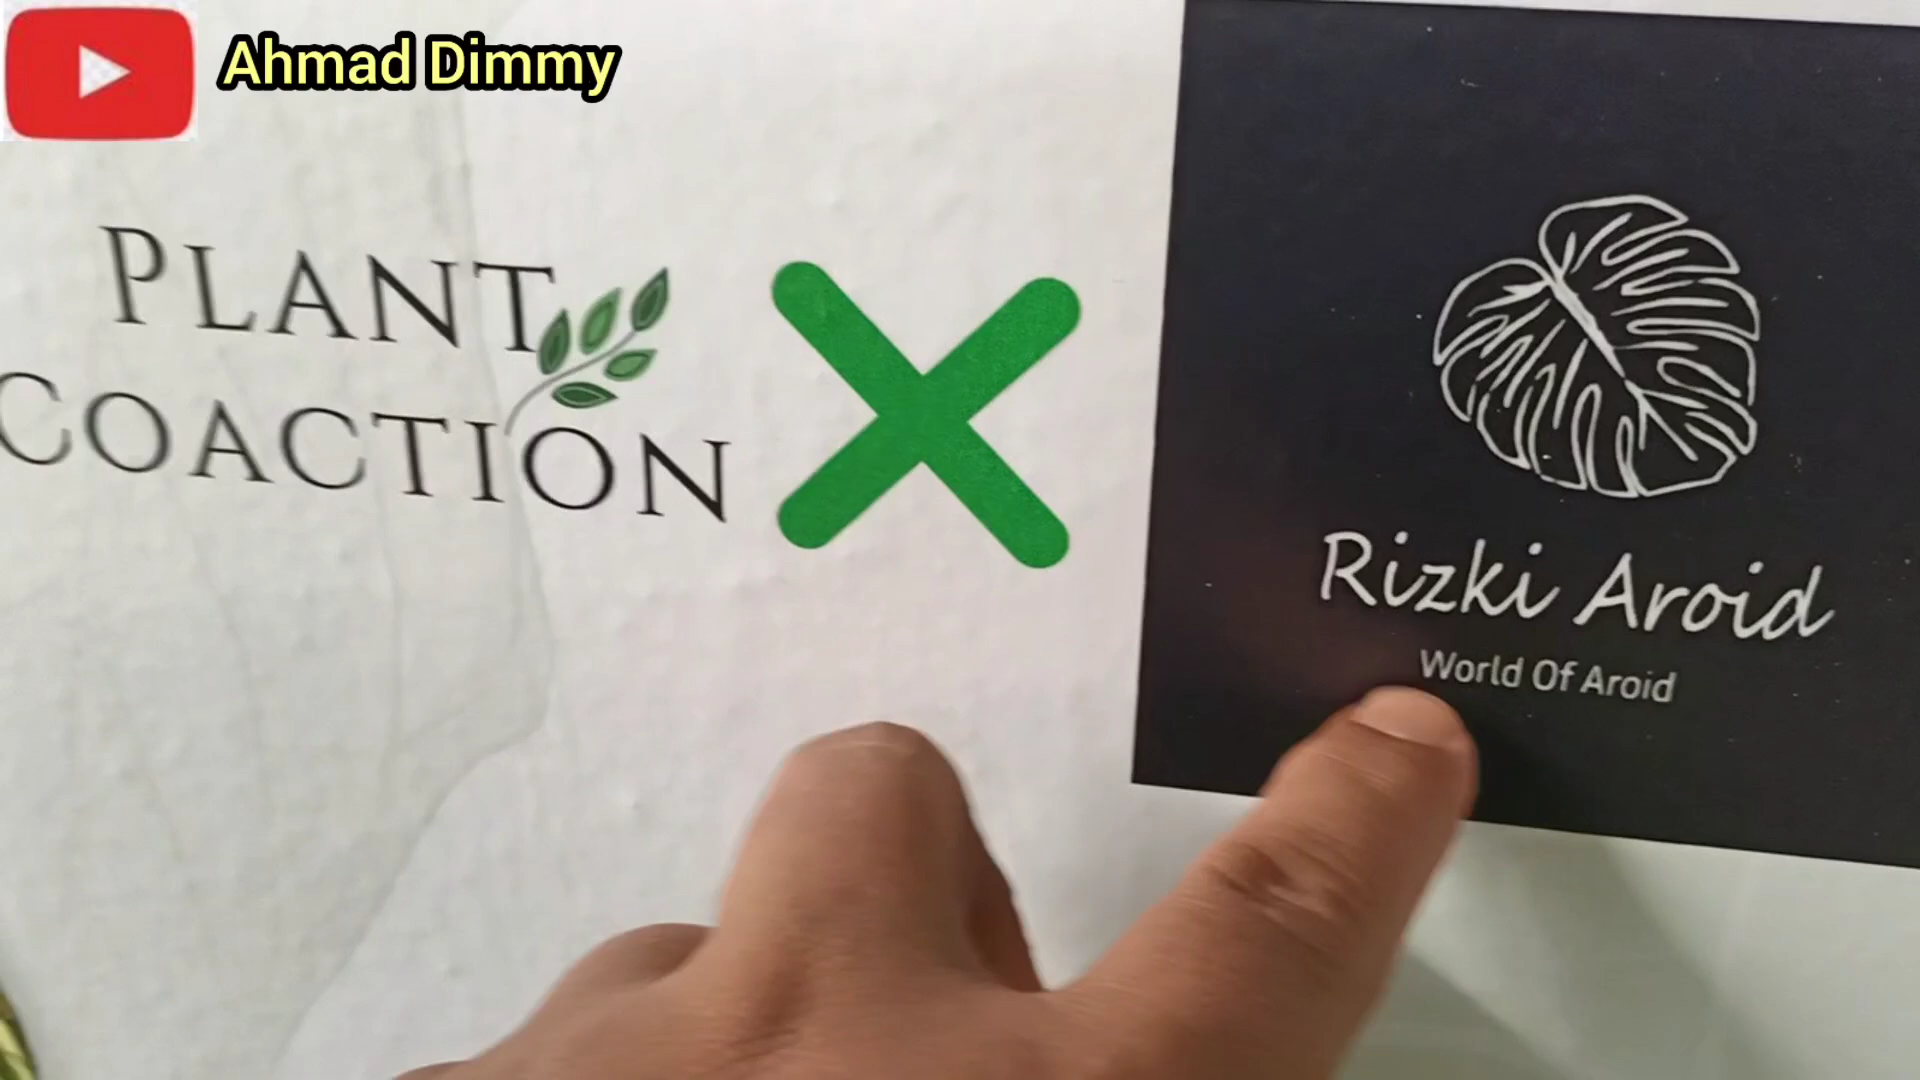 Ahmad Dimmy
PLANT
COACTION
Rizki Aroid
World Of Aroid